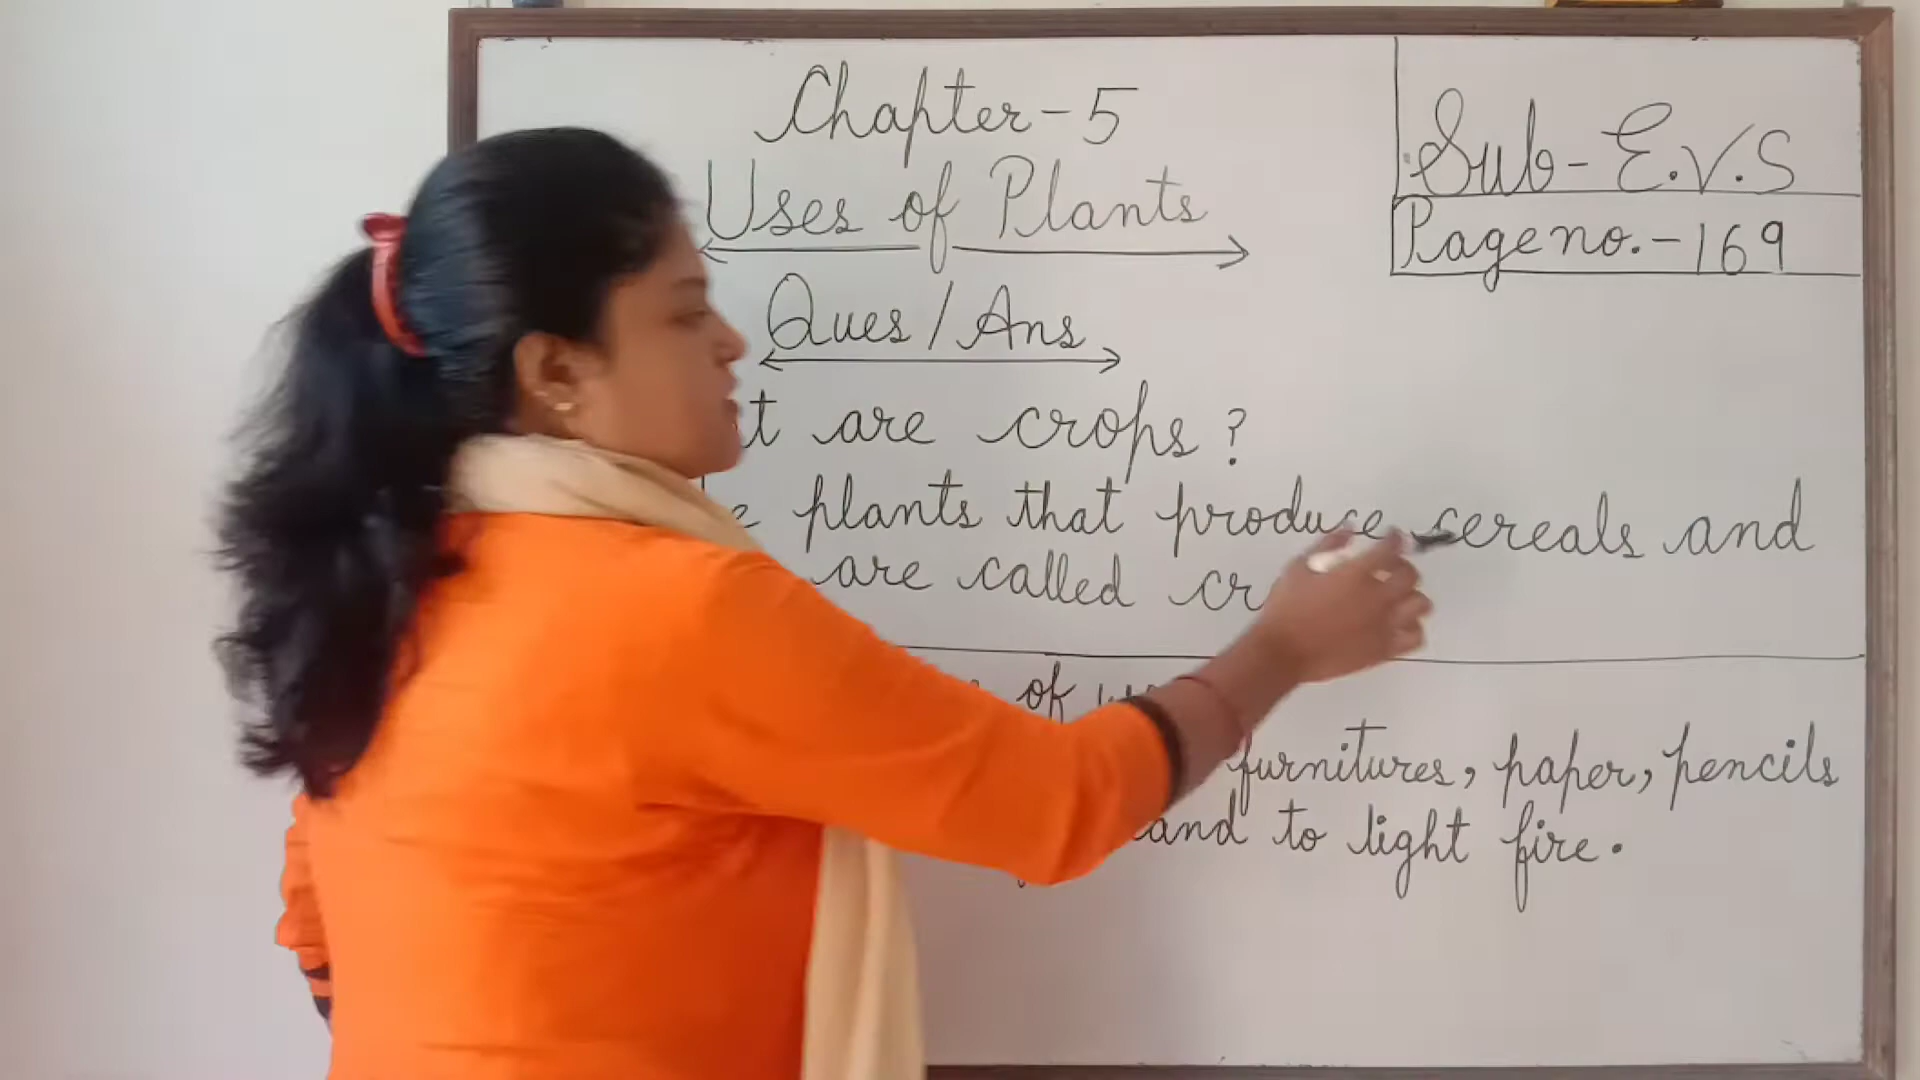 Chapter-5
Sub- E.V.S
Uses of Plants
Page no.-169
Ques/Ans
are crops?
plants that produce cereals and
are called
of
furnitures, paper, pencils
and to light fire.